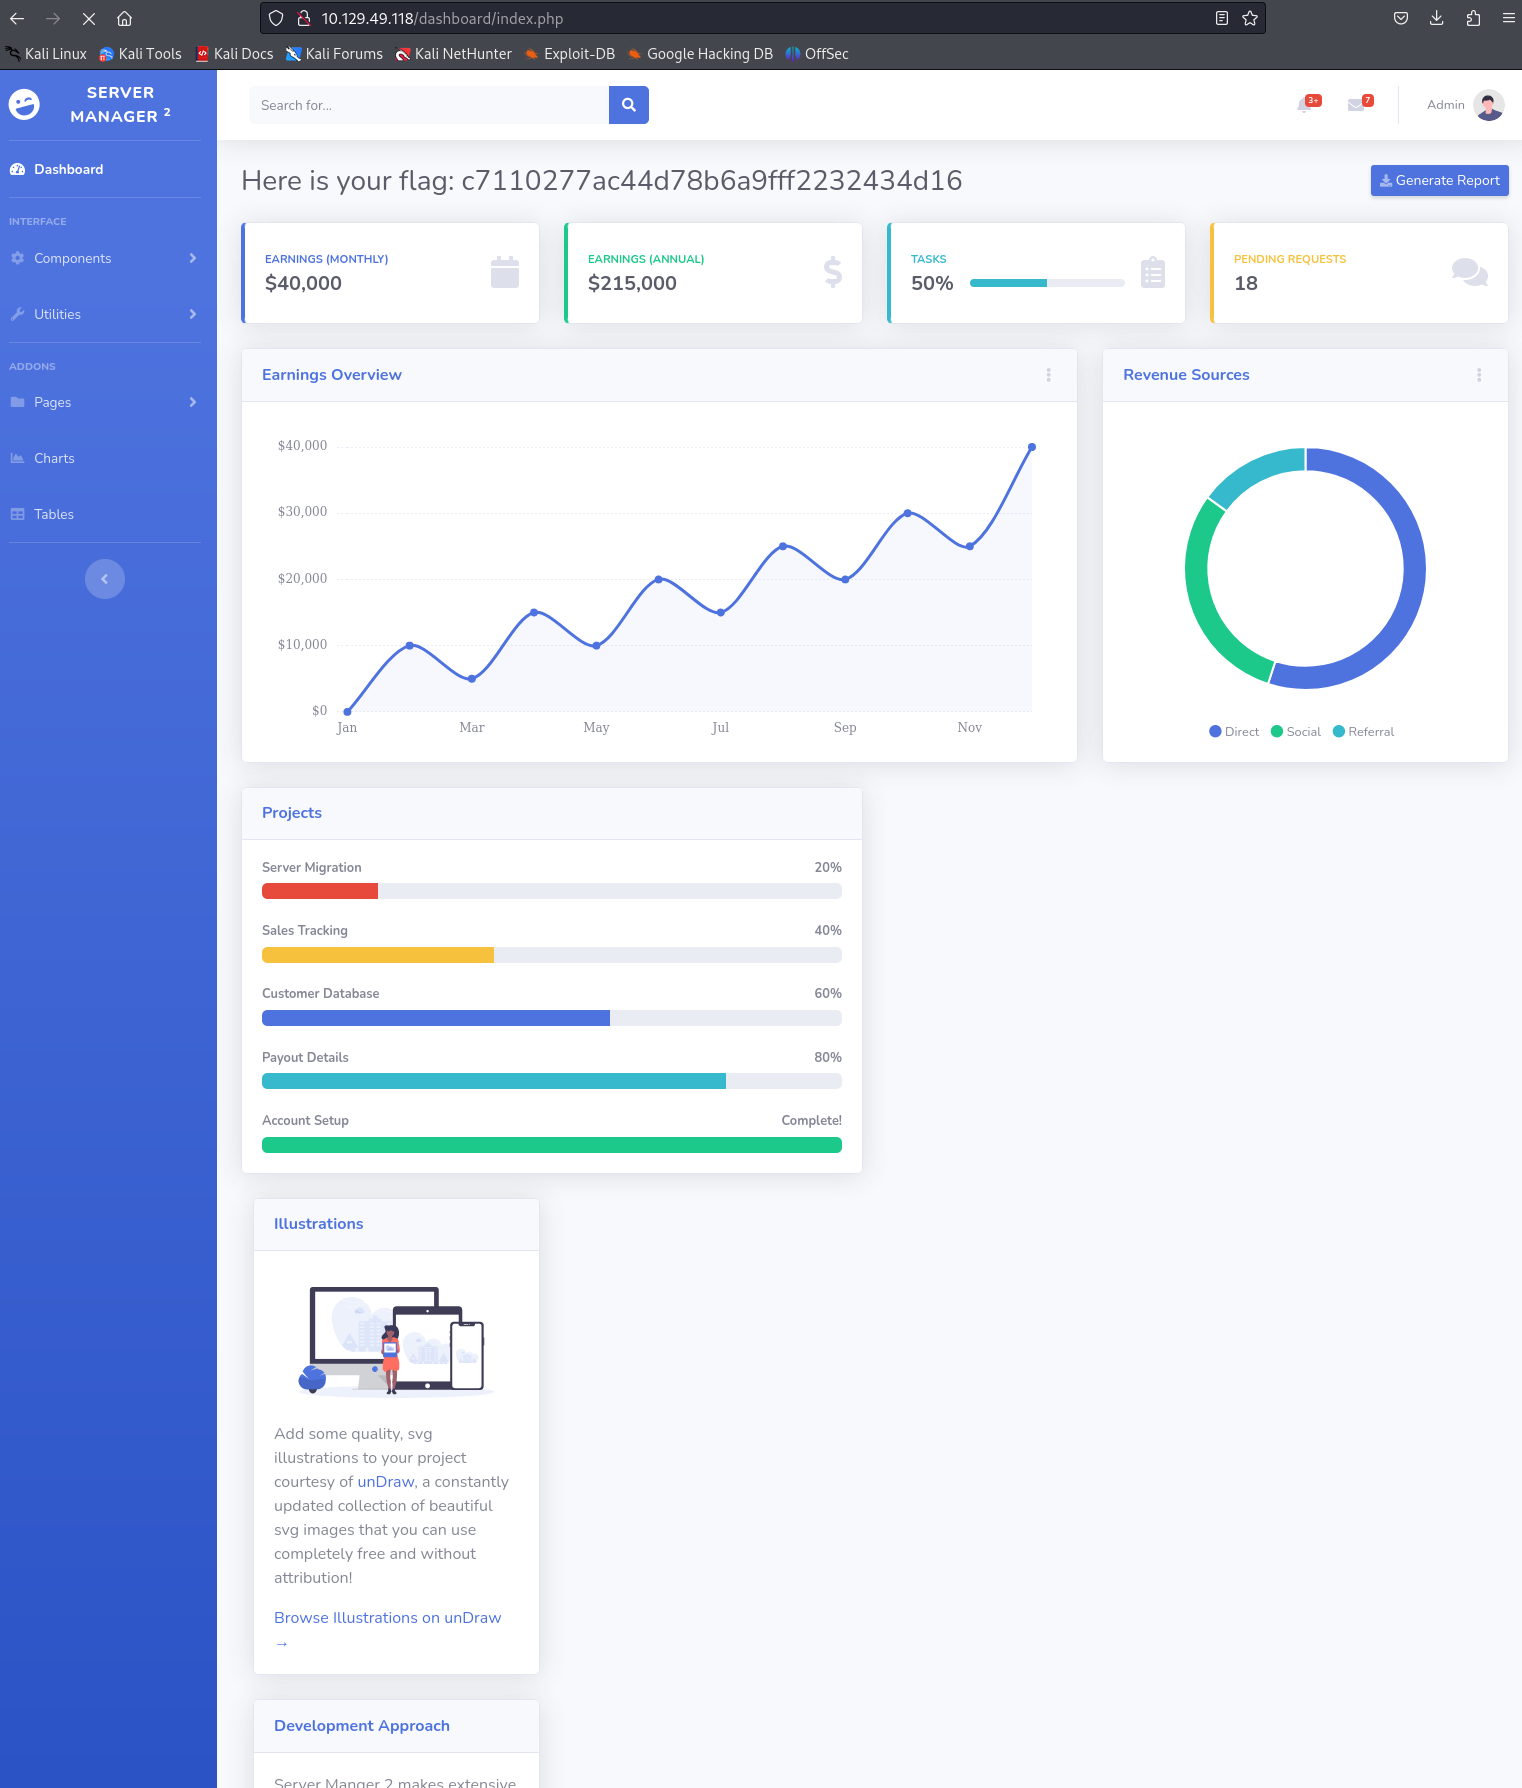 10.129.49.118/dashboard/index.php
Kali Linux Kali Tools Kali Docs Kali Forums Kali NetHunter Exploit-DB Google Hacking DB OffSec
SERVER
MANAGER 2
Search for...
3+
7
Admin
Dashboard
INTERFACE
Components
Utilities
ADDONS
Pages
Charts
Tables
Here is your flag: c7110277ac44d78b6a9fff2232434d16
Generate Report
EARNINGS (MONTHLY)
$40,000
EARNINGS (ANNUAL)
$215,000
TASKS
50%
PENDING REQUESTS
18
Earnings Overview
$40,000
$30,000
$20,000
$10,000
$0
Jan Mar May Jul Sep Nov
Revenue Sources
Direct Social Referral
Projects
Server Migration 20%
Sales Tracking 40%
Customer Database 60%
Payout Details 80%
Account Setup Complete!
Illustrations
Add some quality, svg
illustrations to your project
courtesy of unDraw, a constantly
updated collection of beautiful
svg images that you can use
completely free and without
attribution!
Browse Illustrations on unDraw
→
Development Approach
Server Manger 2 makes extensive